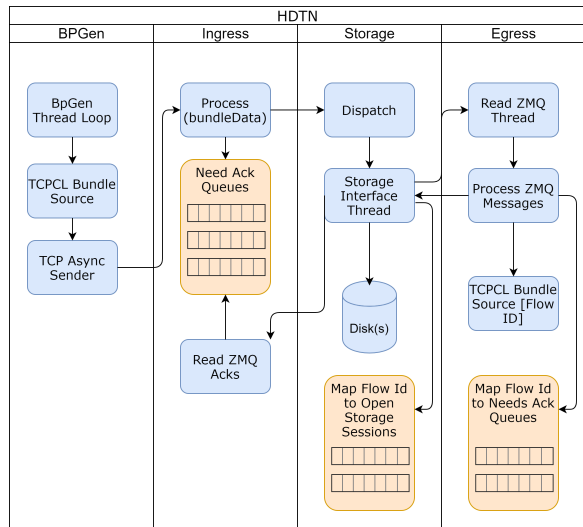 HDTN
BPGen
Ingress
Storage
Egress
BpGen
Thread Loop
TCPCL Bundle
Source
TCP Async
Sender
Process
(bundleData)
Need Ack
Queues
Read ZMQ
Acks
Dispatch
Storage
Interface
Thread
Disk(s)
Map Flow Id
to Open
Storage
Sessions
Read ZMQ
Thread
Process ZMQ
Messages
TCPCL Bundle
Source [Flow
ID]
Map Flow Id
to Needs Ack
Queues